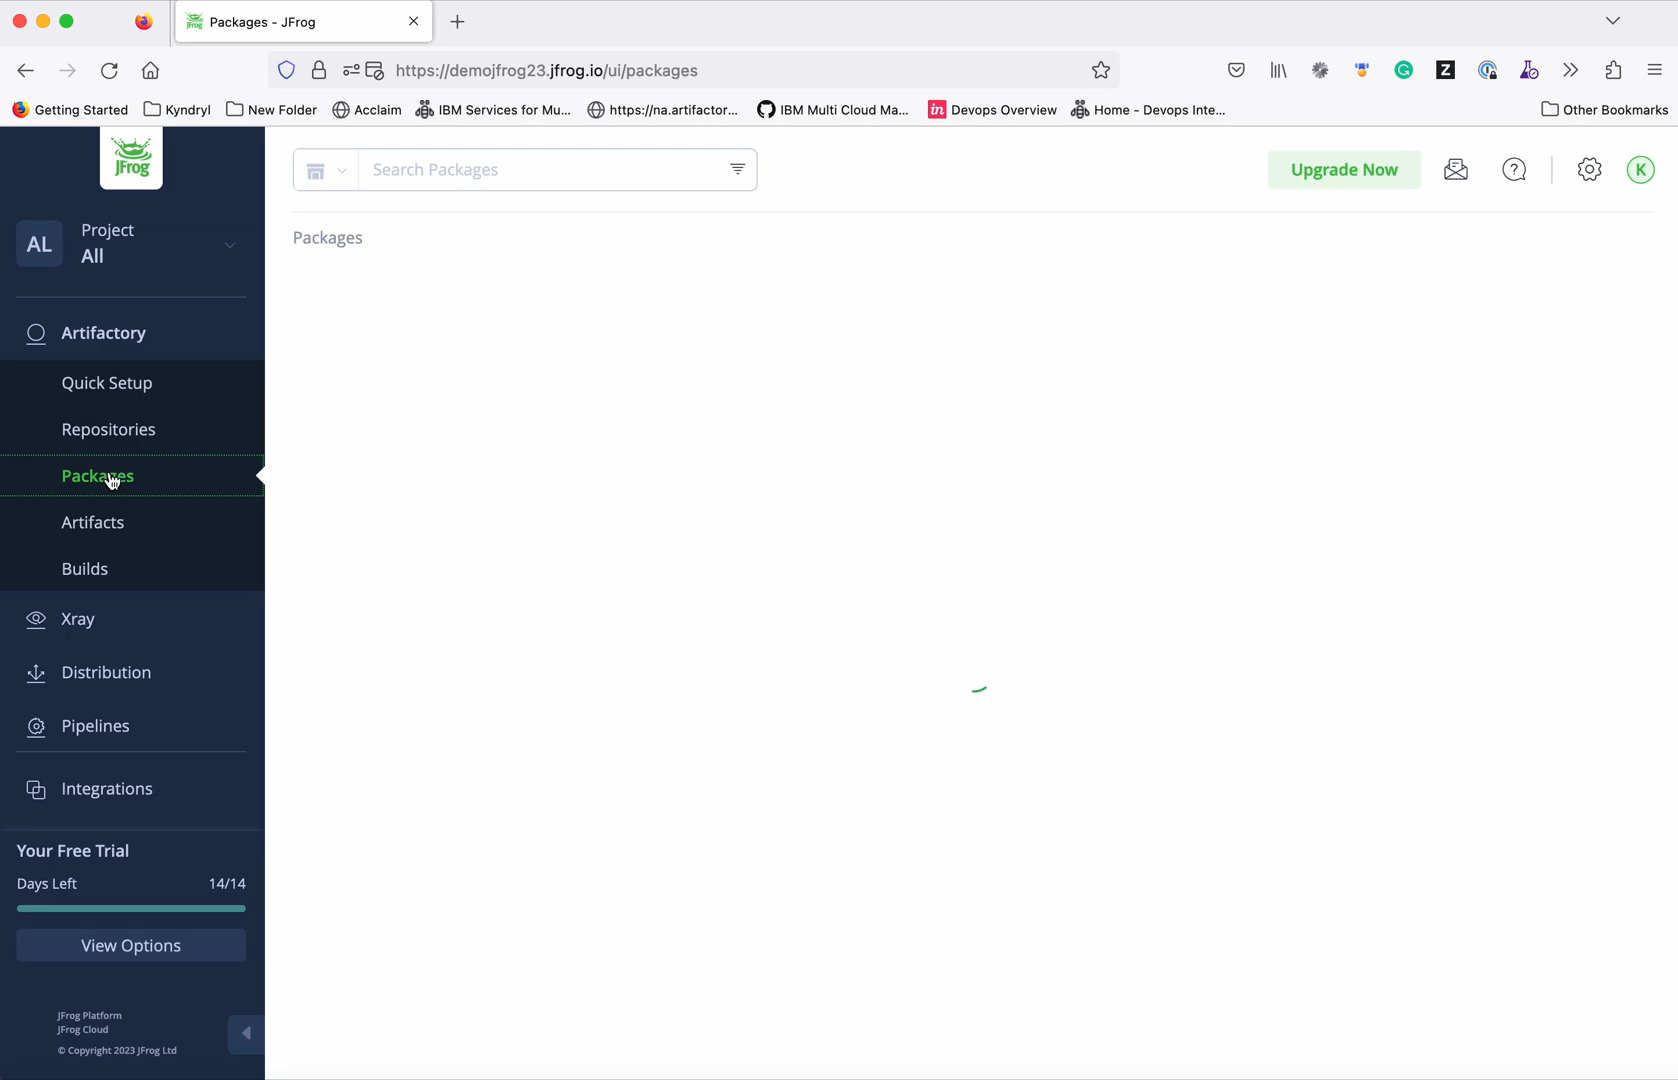 Packages - JFrog
https://demojfrog23.jfrog.io/ui/packages
Getting Started
Kyndryl
New Folder
Acclaim
IBM Services for Mu...
https://na.artifactor...
IBM Multi Cloud Ma...
in
Devops Overview
Home - Devops Inte...
Other Bookmarks
JFrog
Search Packages
Upgrade Now
K
AL
Project
All
Packages
Artifactory
Quick Setup
Repositories
Packages
Artifacts
Builds
Xray
Distribution
Pipelines
Integrations
Your Free Trial
Days Left 14/14
View Options
JFrog Platform
JFrog Cloud
© Copyright 2023 JFrog Ltd